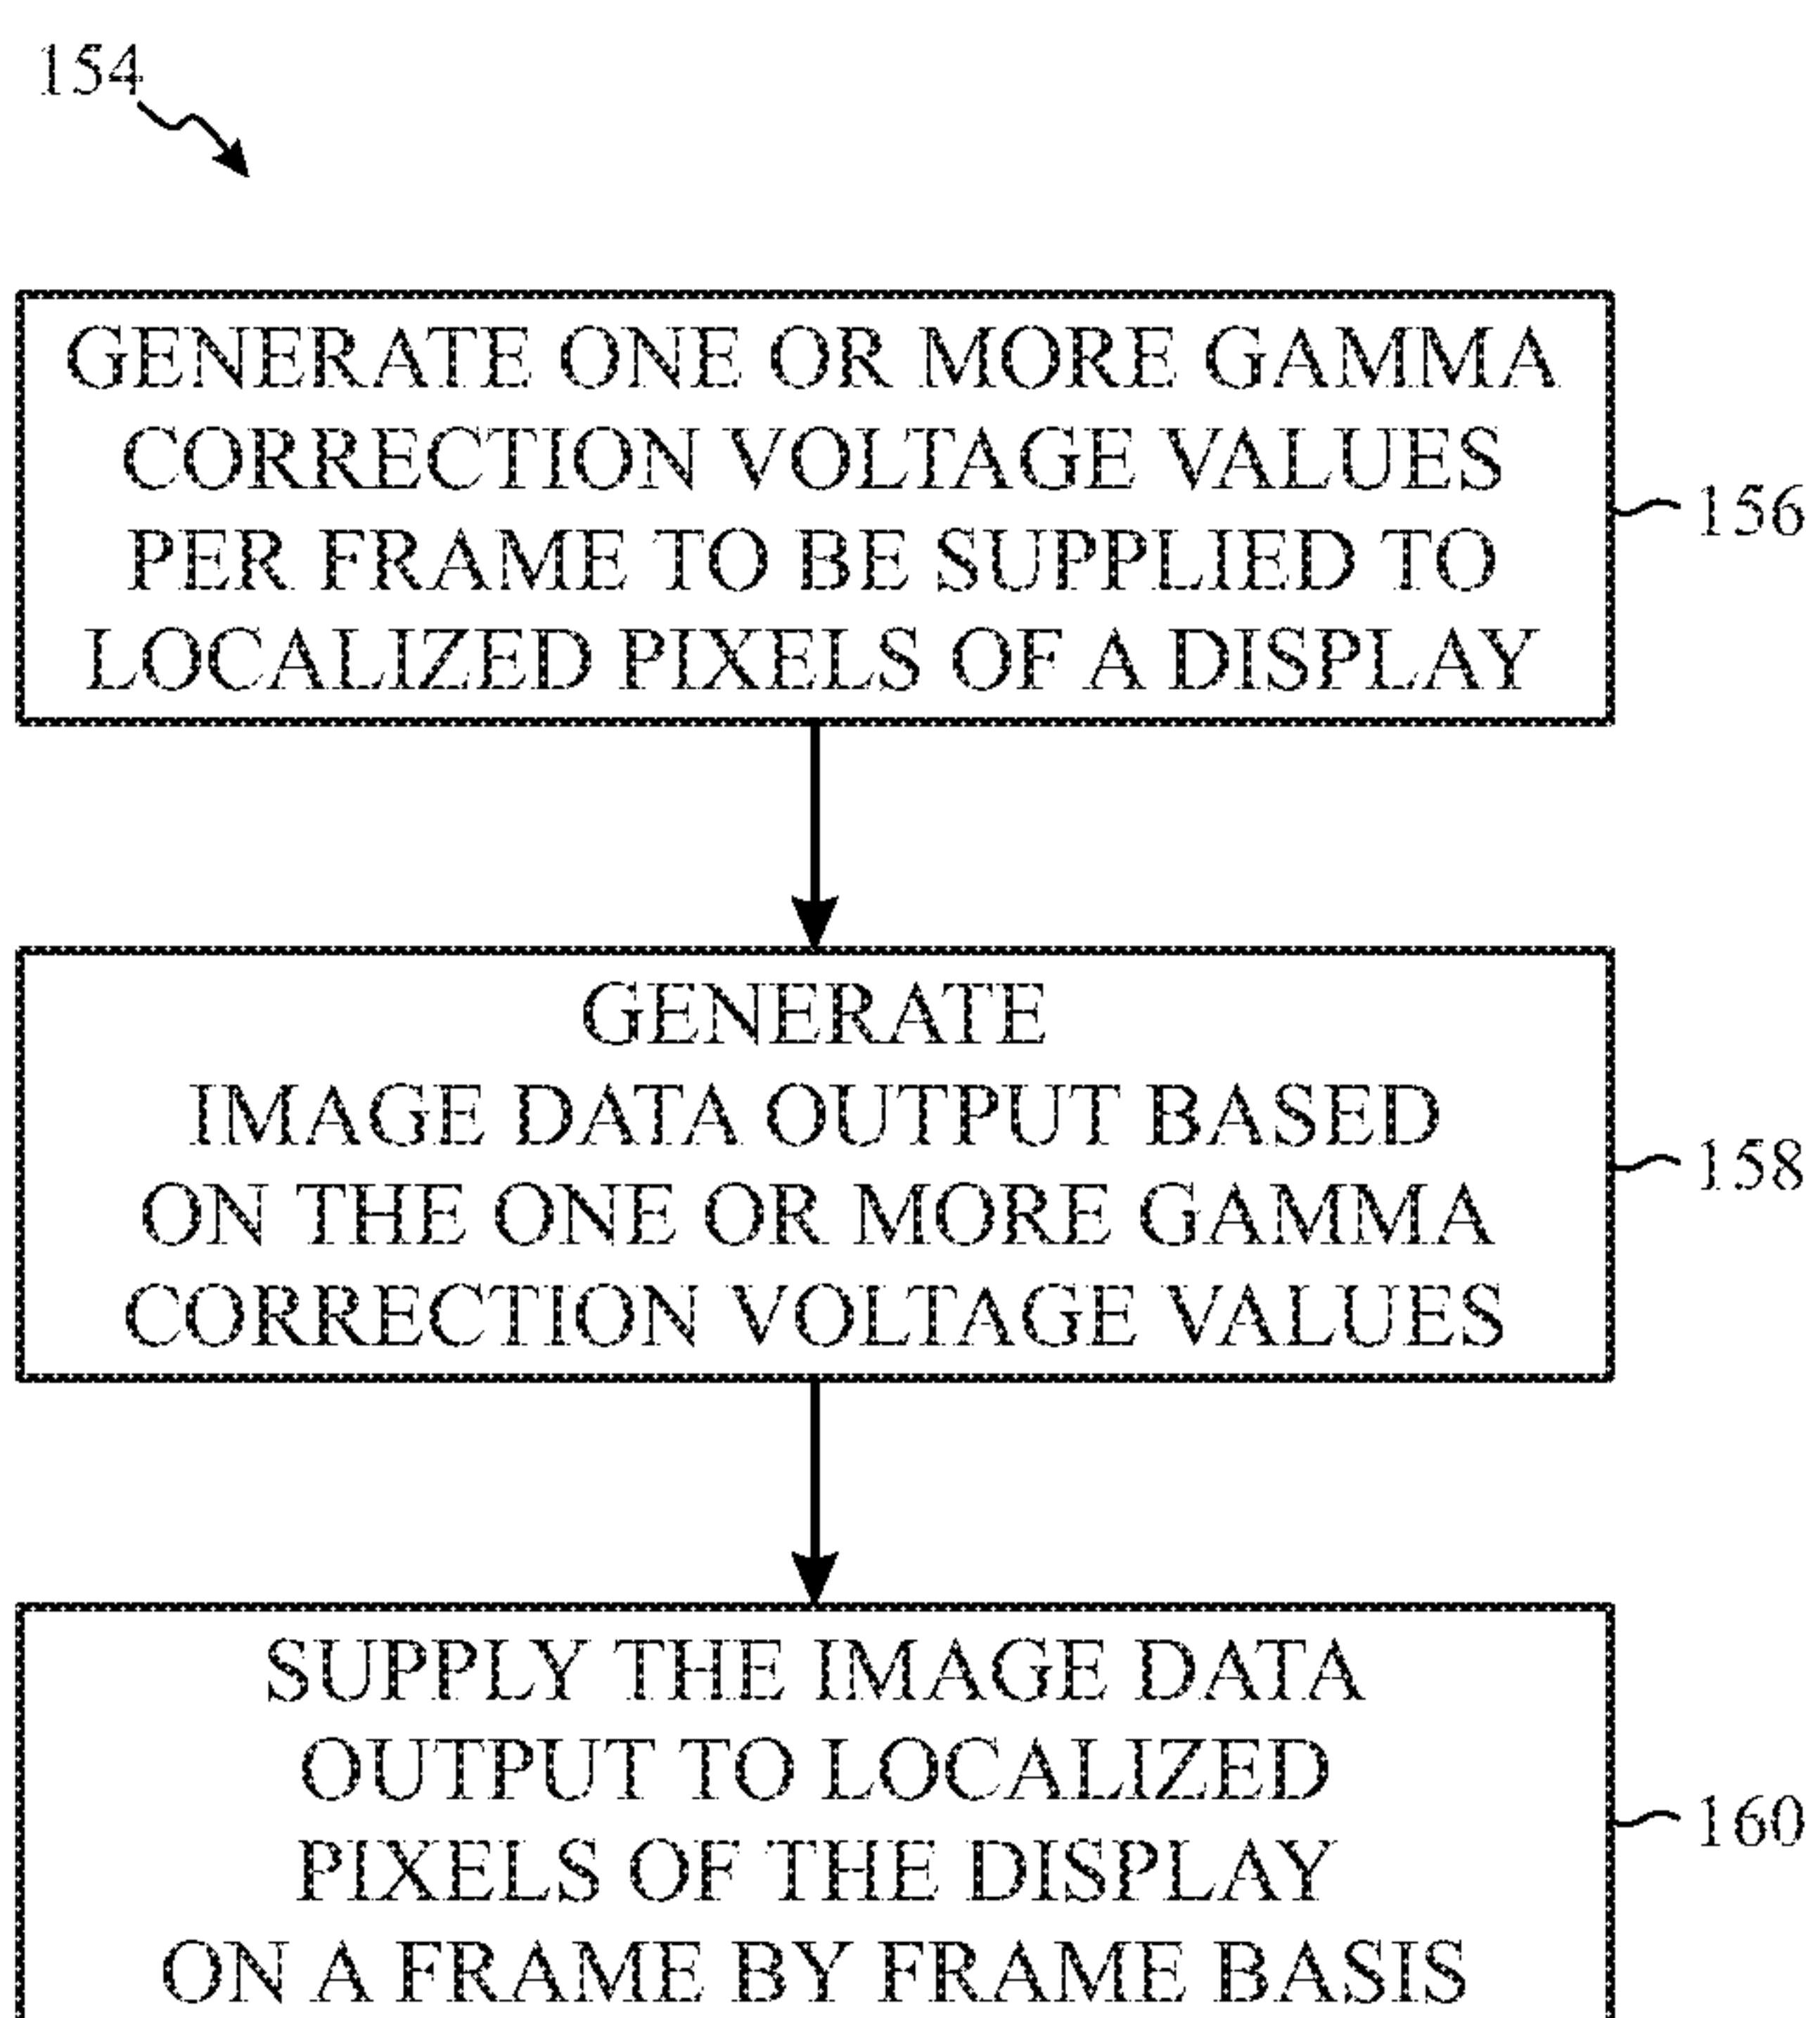 154
GENERATE ONE OR MORE GAMMA
CORRECTION VOLTAGE VALUES
PER FRAME TO BE SUPPLIED TO
LOCALIZED PIXELS OF A DISPLAY
156
GENERATE
IMAGE DATA OUTPUT BASED
ON THE ONE OR MORE GAMMA
CORRECTION VOLTAGE VALUES
158
SUPPLY THE IMAGE DATA
OUTPUT TO LOCALIZED
PIXELS OF THE DISPLAY
ON A FRAME BY FRAME BASIS
160